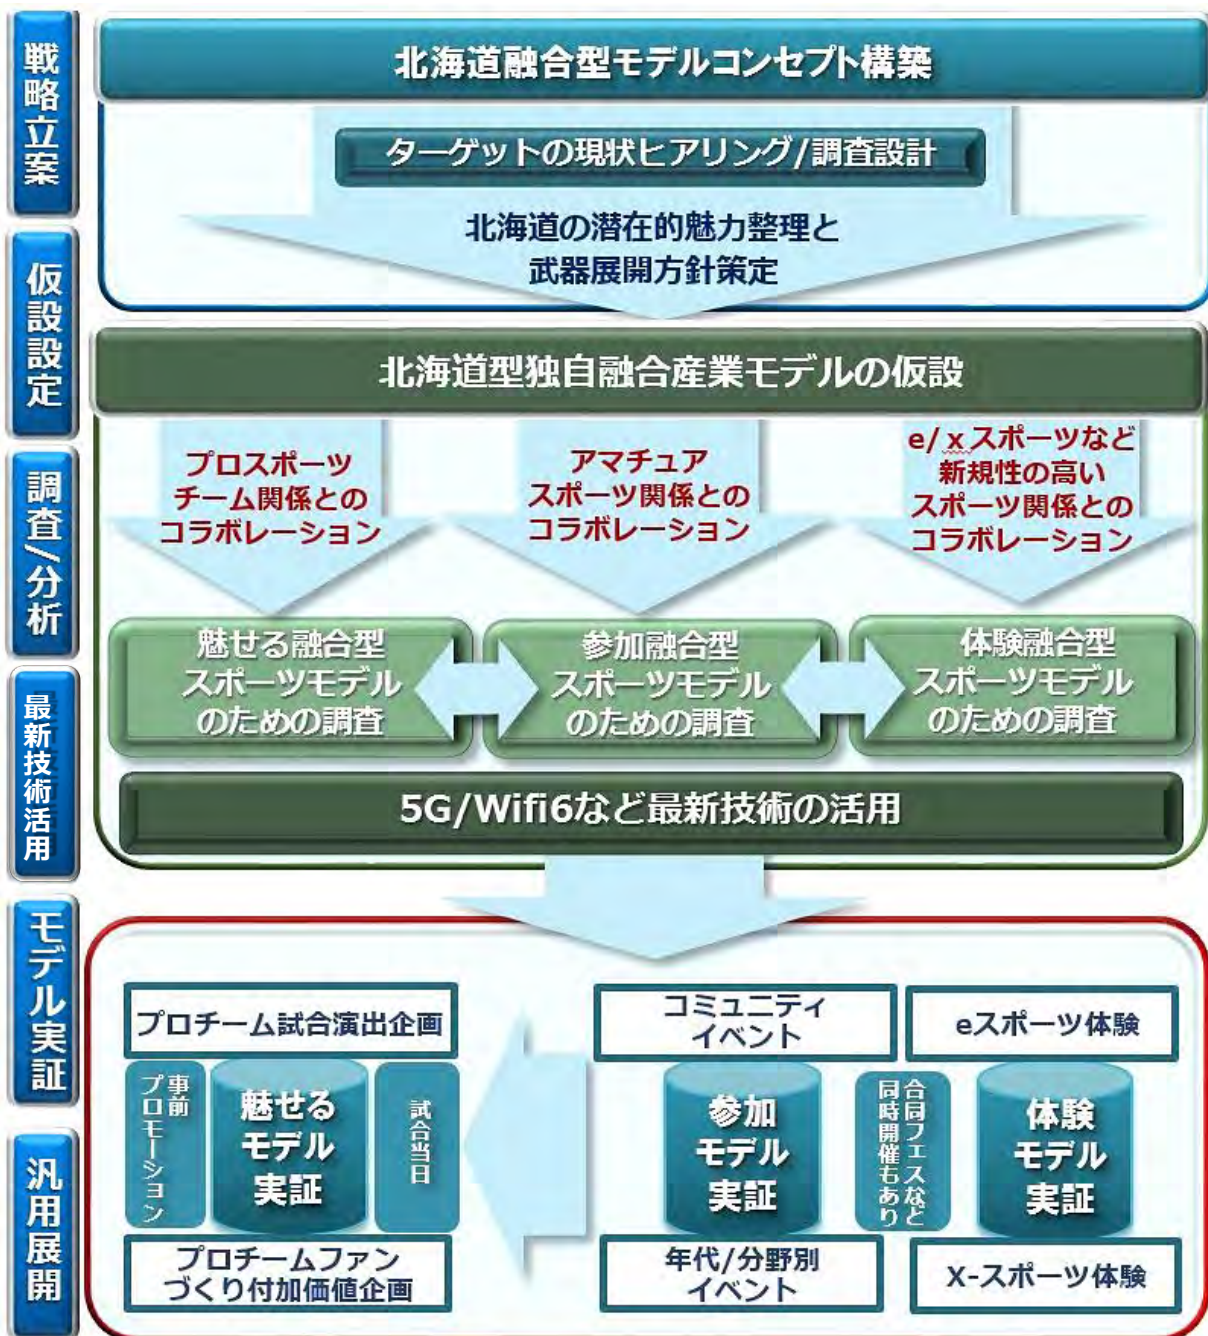 戦略立案
北海道融合型モデルコンセプト構築
ターゲットの現状ヒアリング/調査設計
北海道の潜在的魅力整理と
武器展開方針策定
仮設設定
北海道型独自融合産業モデルの仮設
調査/分析
プロスポーツ
チーム関係との
コラボレーション
アマチュア
スポーツ関係との
コラボレーション
e/ｘスポーツなど
新規性の高い
スポーツ関係との
コラボレーション
魅せる融合型
スポーツモデル
のための調査
参加融合型
スポーツモデル
のための調査
体験融合型
スポーツモデル
のための調査
最新技術活用
5G/Wifi6など最新技術の活用
モデル実証
プロチーム試合演出企画
事前
プロモーション
魅せる
モデル
実証
試合当日
プロチームファン
づくり付加価値企画
コミュニティ
イベント
参加
モデル
実証
年代/分野別
イベント
合同フェスなど
同時開催もあり
eスポーツ体験
体験
モデル
実証
X-スポーツ体験
汎用展開